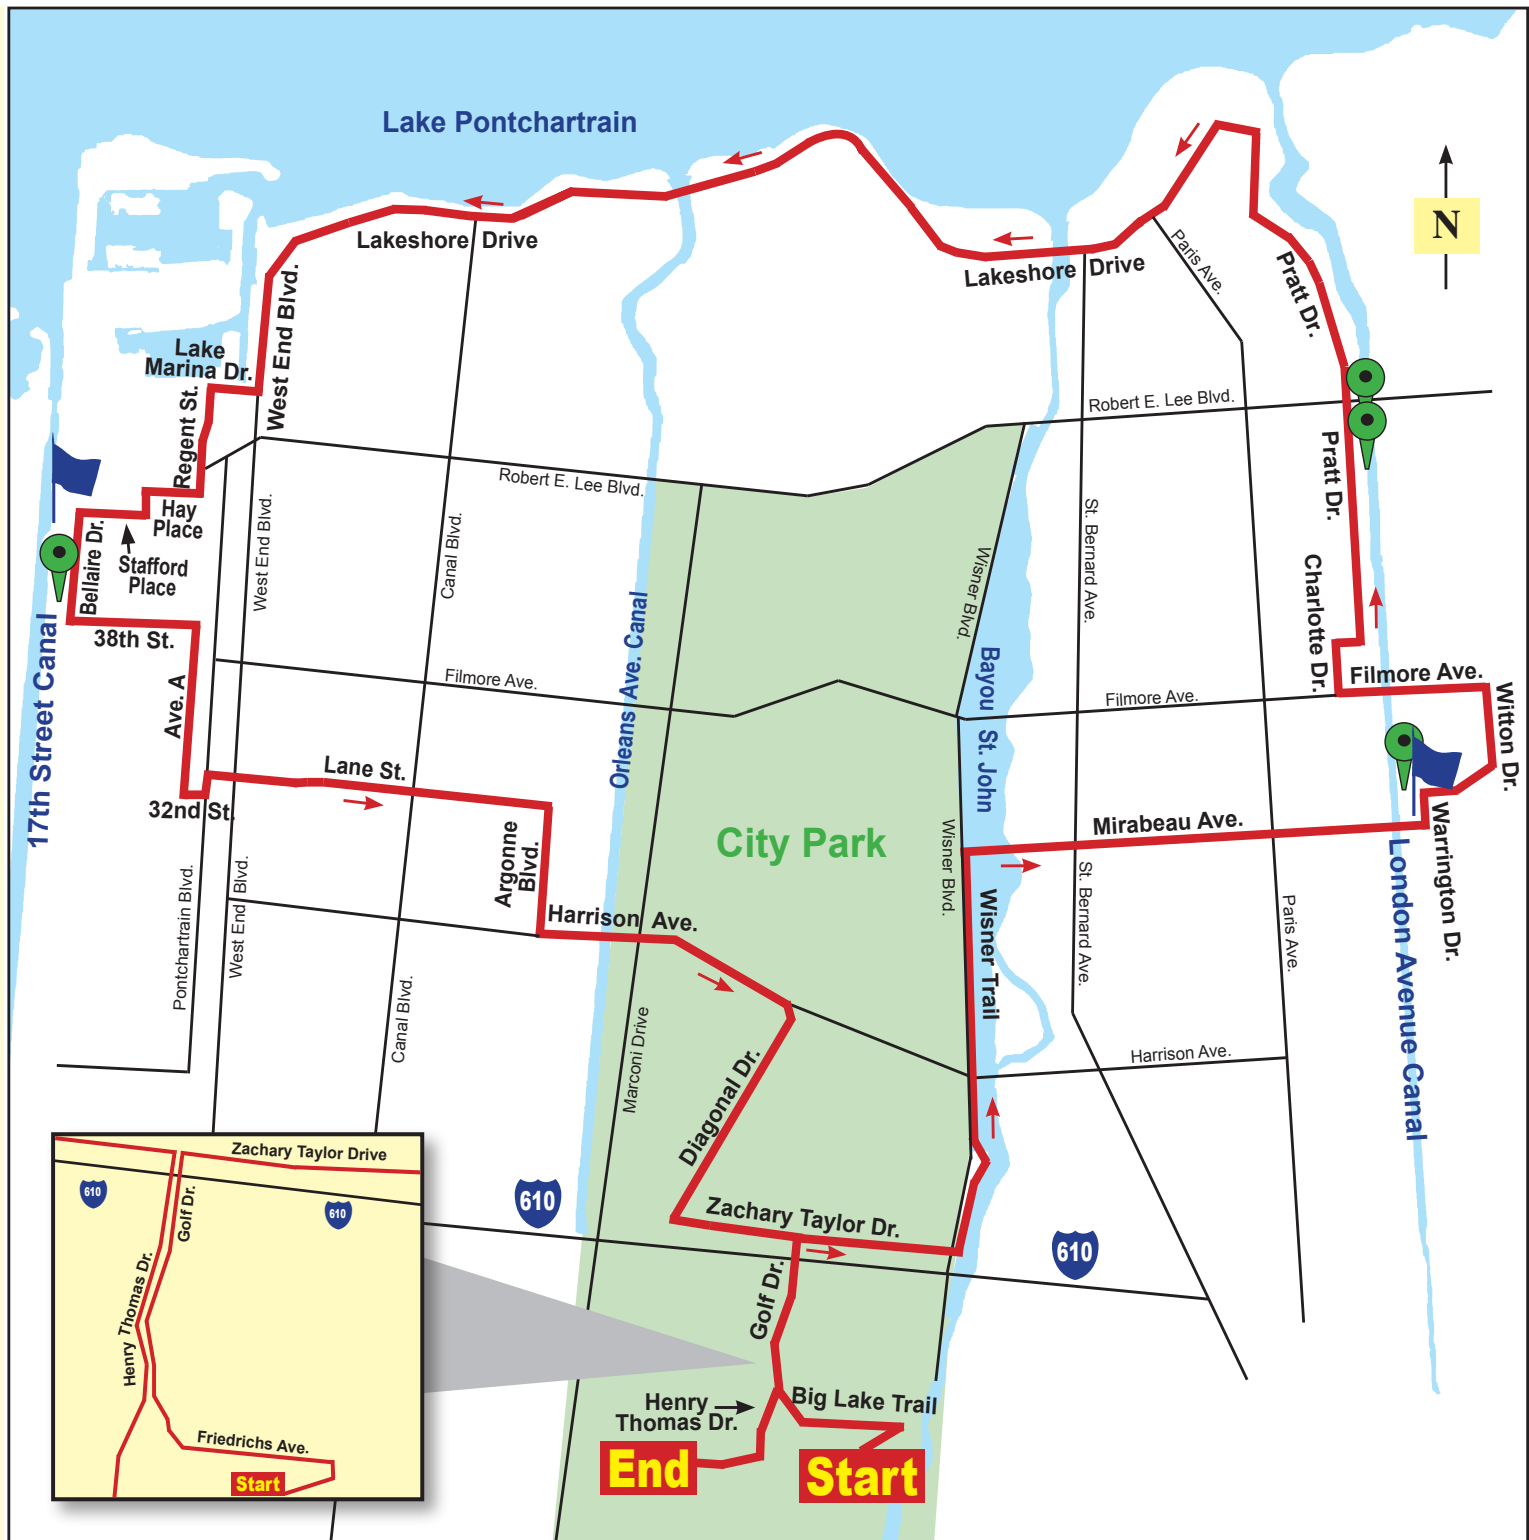 Lake Pontchartrain
N
Lakeshore Drive
Lakeshore Drive
Paris Ave.
Pratt Dr.
West End Blvd.
Lake
Marina Dr.
Regent St.
Robert E. Lee Blvd.
Robert E. Lee Blvd.
Pratt Dr.
Hay
Place
Stafford
Place
Bellaire Dr.
West End Blvd.
Canal Blvd.
Wisner Blvd.
St. Bernard Ave.
Charlotte Dr.
38th St.
17th Street Canal
Orleans Ave. Canal
Bayou St. John
Filmore Ave.
Filmore Ave.
Filmore Ave.
Witton Dr.
Ave. A
Lane St.
32nd St.
City Park
Mirabeau Ave.
Warrington Dr.
London Avenue Canal
Argonne
Blvd.
Wisner Blvd.
St. Bernard Ave.
Paris Ave.
Wisner Trail
Harrison Ave.
Pontchartrain Blvd.
West End Blvd.
West End Blvd.
Canal Blvd.
Marconi Drive
Diagonal Dr.
Harrison Ave.
Zachary Taylor Dr.
610
610
Golf Dr.
Henry
Thomas Dr.
Big Lake Trail
End
Start
Zachary Taylor Drive
610
610
Golf Dr.
Henry Thomas Dr.
Friedrichs Ave.
Start